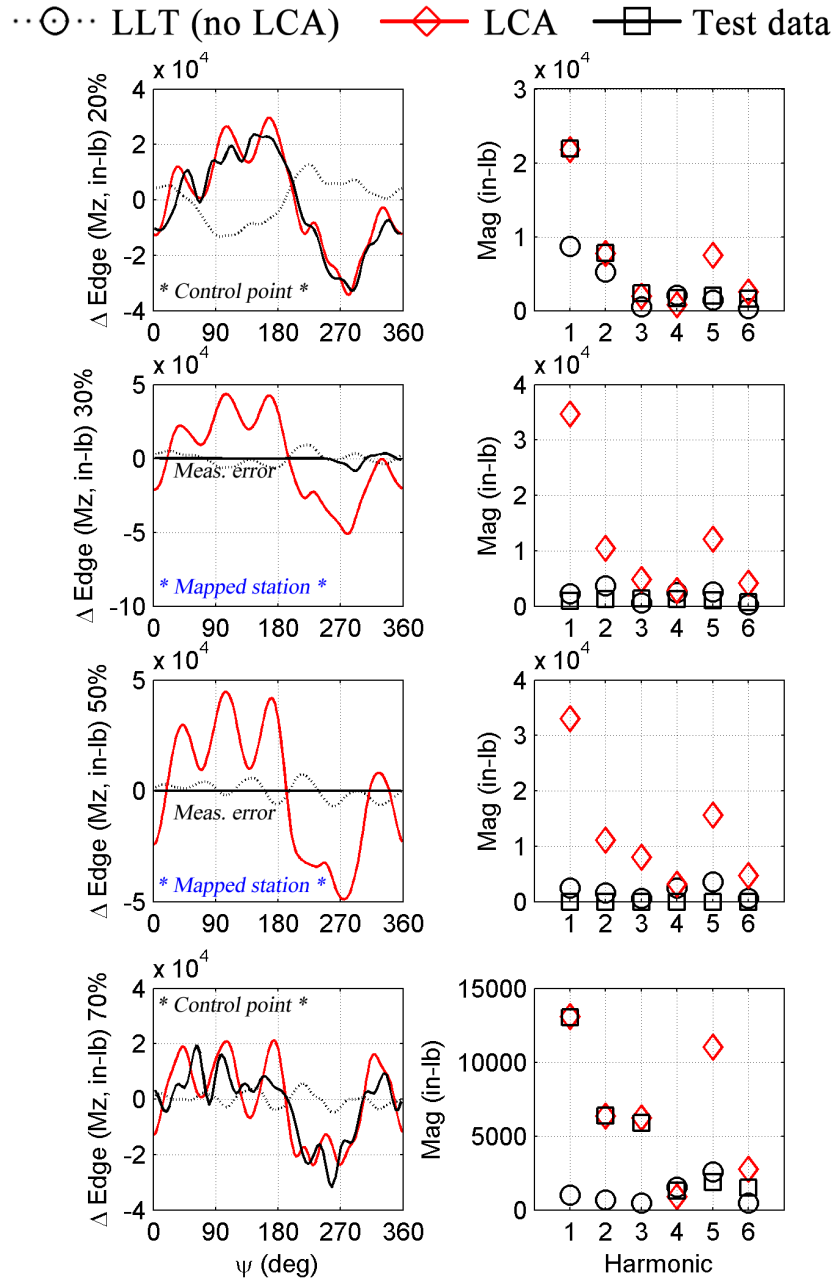 LLT (no LCA) LCA Test data
x 10^4
Δ Edge (Mz, in-lb) 20%
4
2
0
-2
-4
* Control point *
0 90 180 270 360
x 10^4
Mag (in-lb)
3
2
1
0
1 2 3 4 5 6
x 10^4
Δ Edge (Mz, in-lb) 30%
5
0
-5
-10
Meas. error
* Mapped station *
0 90 180 270 360
x 10^4
Mag (in-lb)
4
3
2
1
0
1 2 3 4 5 6
x 10^4
Δ Edge (Mz, in-lb) 50%
5
0
-5
Meas. error
* Mapped station *
0 90 180 270 360
x 10^4
Mag (in-lb)
4
3
2
1
0
1 2 3 4 5 6
x 10^4
Δ Edge (Mz, in-lb) 70%
4
2
0
-2
-4
* Control point *
0 90 180 270 360
ψ (deg)
Mag (in-lb)
15000
10000
5000
0
1 2 3 4 5 6
Harmonic